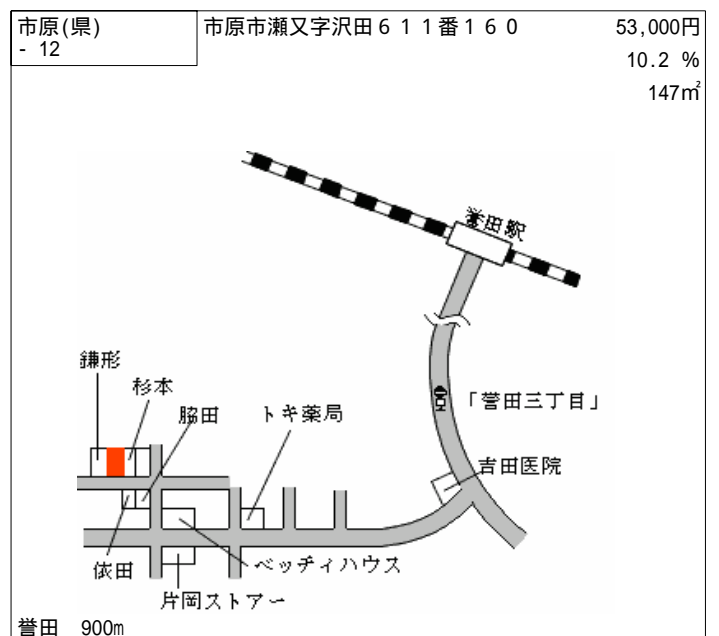 市原(県)
- 12
市原市瀬又字沢田６１１番１６０
53,000円
10.2 %
147㎡
誉田駅
鎌形
杉本
脇田
トキ薬局
「誉田三丁目」
吉田医院
依田
ベッティハウス
片岡ストアー
誉田 900m